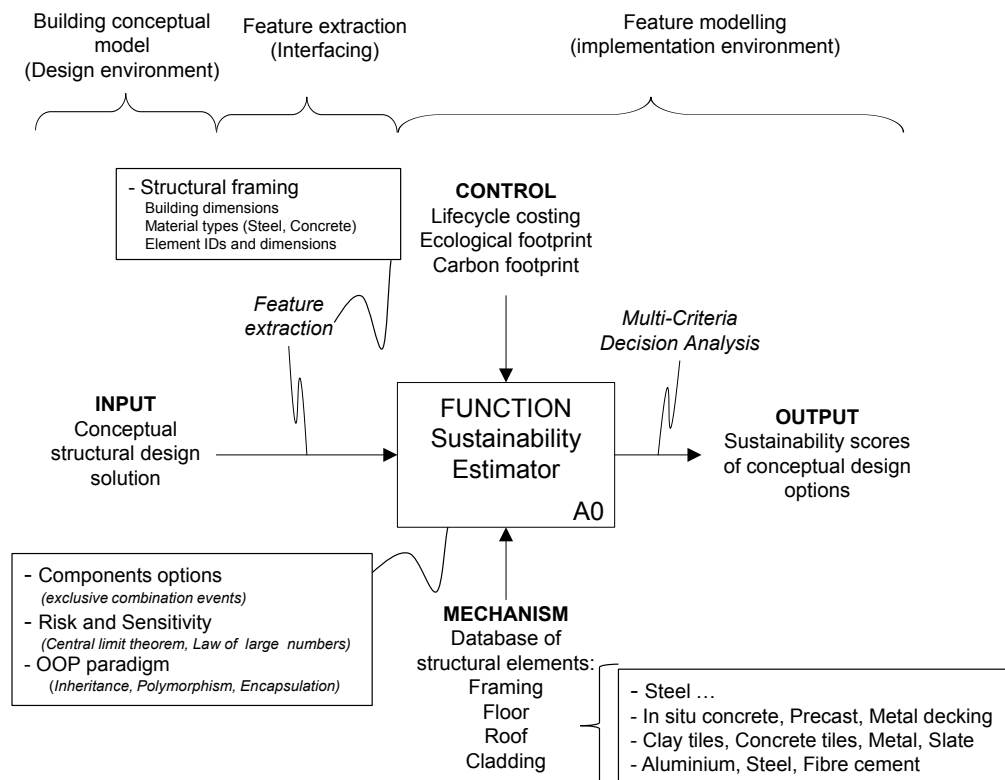 Building conceptual
model
(Design environment)
Feature extraction
(Interfacing)
Feature modelling
(implementation environment)
- Structural framing
Building dimensions
Material types (Steel, Concrete)
Element IDs and dimensions
CONTROL
Lifecycle costing
Ecological footprint
Carbon footprint
Feature
extraction
Multi-Criteria
Decision Analysis
INPUT
Conceptual
structural design
solution
FUNCTION
Sustainability
Estimator
A0
OUTPUT
Sustainability scores
of conceptual design
options
- Components options
(exclusive combination events)
- Risk and Sensitivity
(Central limit theorem, Law of large numbers)
- OOP paradigm
(Inheritance, Polymorphism, Encapsulation)
MECHANISM
Database of
structural elements:
Framing
Floor
Roof
Cladding
- Steel ...
- In situ concrete, Precast, Metal decking
- Clay tiles, Concrete tiles, Metal, Slate
- Aluminium, Steel, Fibre cement